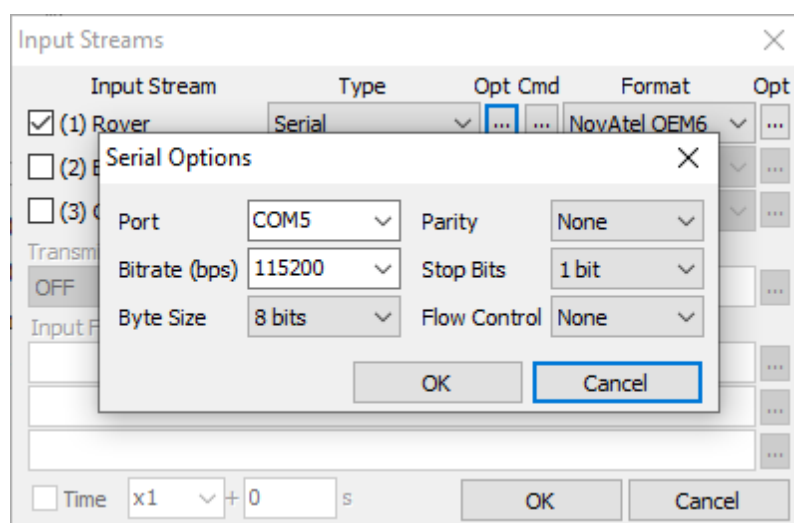 Input Streams
Input Stream Type Opt Cmd Format Opt
(1) Rover Serial ... ... NovAtel OEM6 ...
Serial Options
(2)
...
(3)
...
Port COM5 Parity None
Transmi
Bitrate (bps) 115200 Stop Bits 1 bit
OFF ...
Byte Size 8 bits Flow Control None
Input F
OK Cancel
...
...
...
Time x1 + 0 s OK Cancel